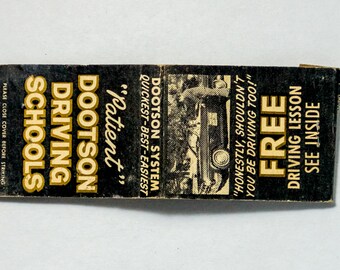 "Patient"
DOOTSON
DRIVING
SCHOOLS
PLEASE CLOSE COVER BEFORE STRIKING
DOOTSON SYSTEM
QUICKEST-BEST-EASIEST
"HONESTLY, SHOULDN'T
YOU BE DRIVING TOO!"
FREE
DRIVING LESSON
SEE INSIDE